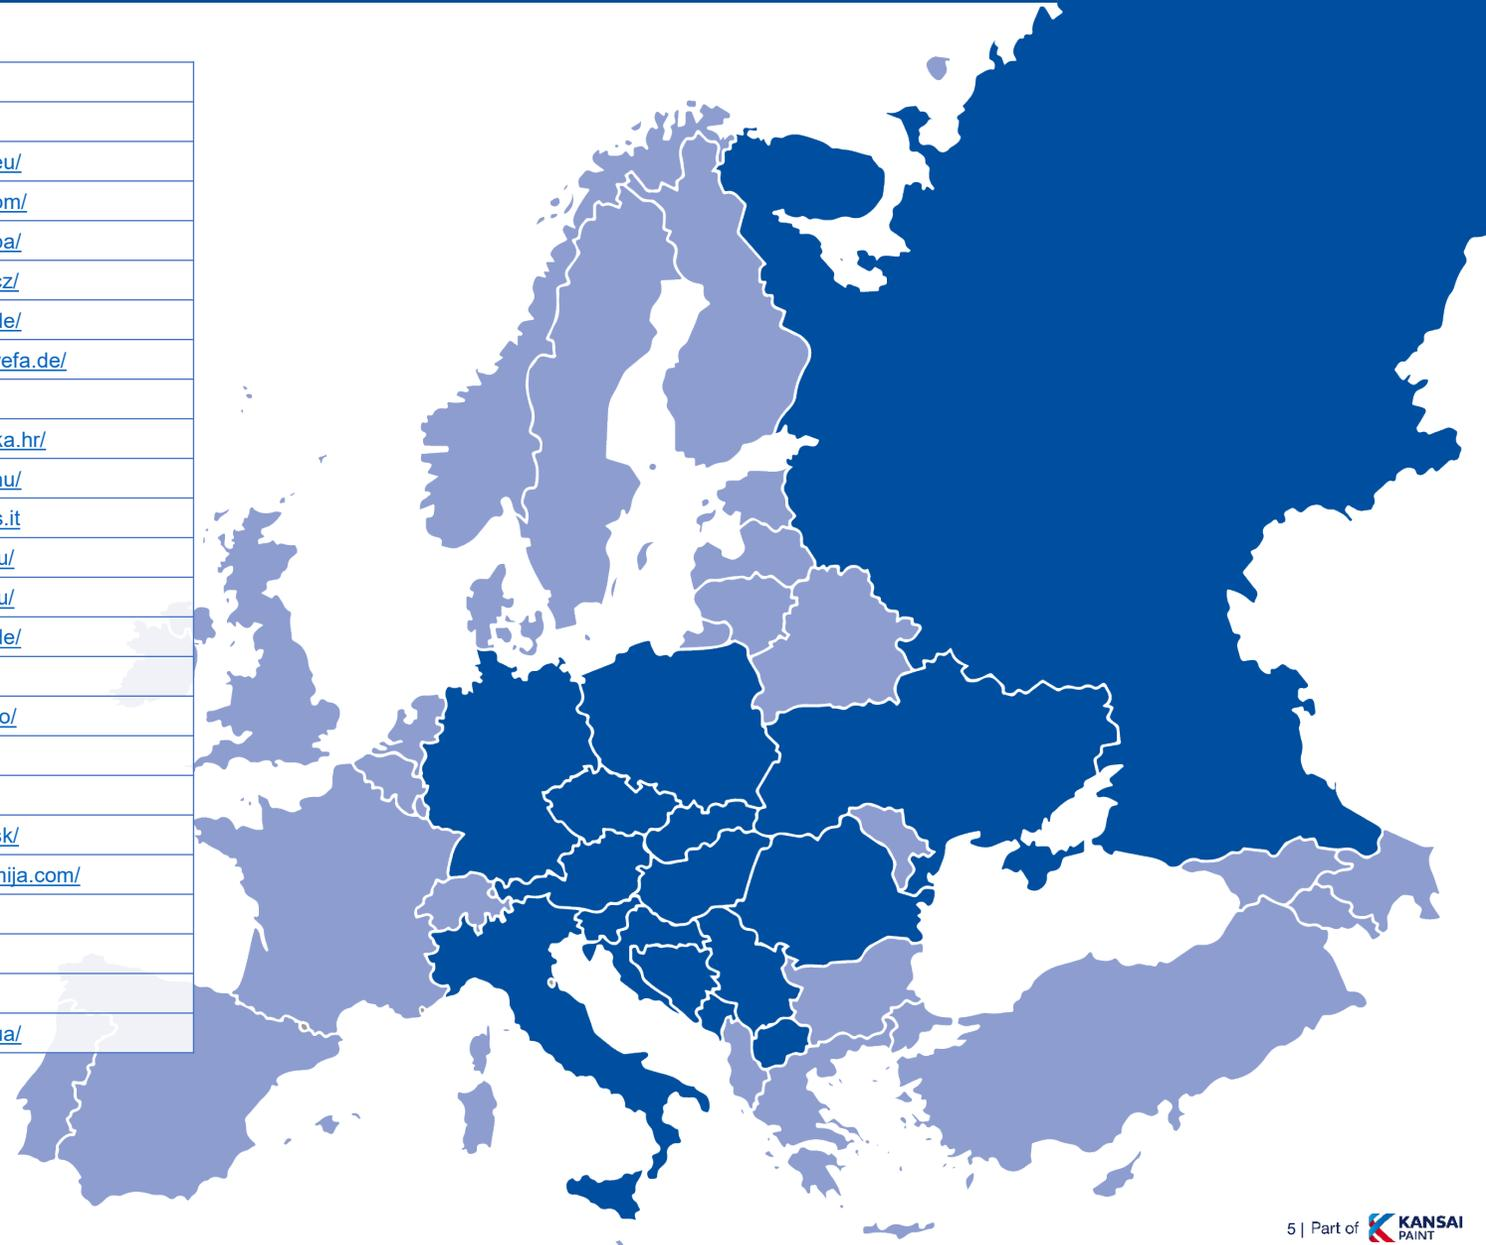 eu/
om/
ba/
cz/
de/
efa.de/
ka.hr/
hu/
s.it
u/
u/
de/
o/
sk/
mija.com/
ua/
5 | Part of KANSAI
PAINT